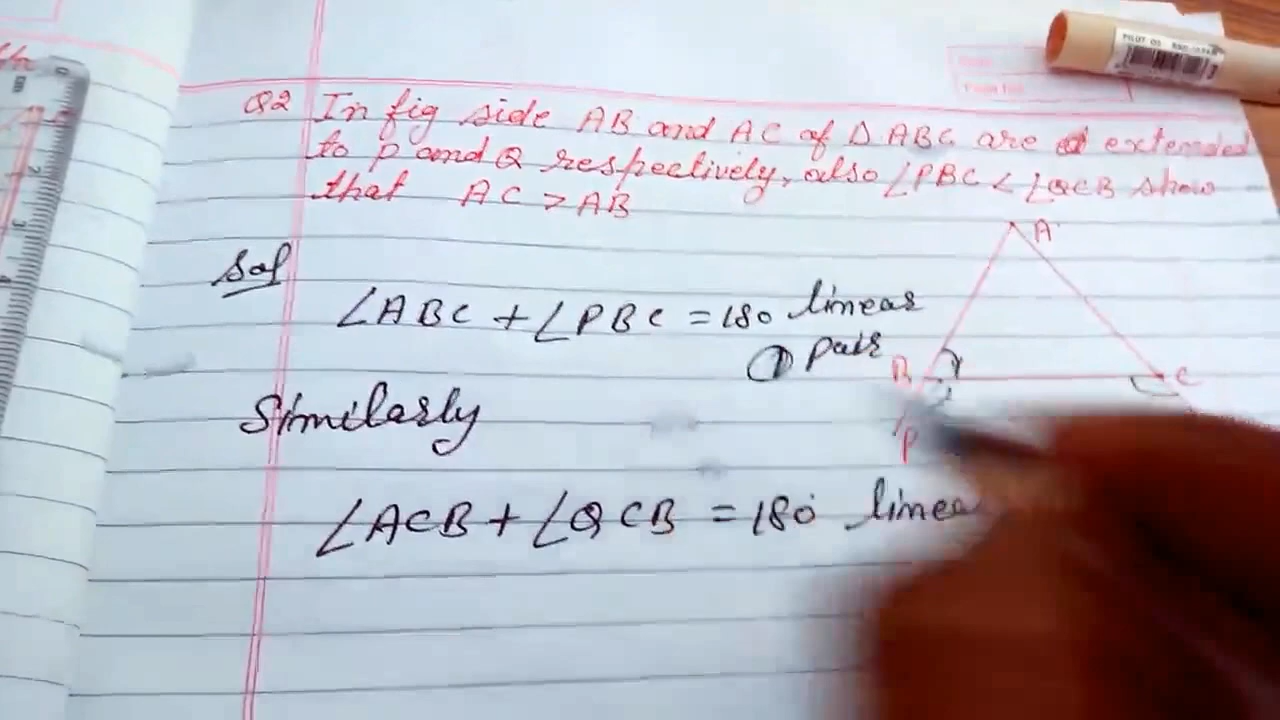 Q2 In fig side AB and AC of Δ ABC are extended
to P and Q respectively, also ∠PBC < ∠QCB show
that AC > AB
Sol
∠ABC + ∠PBC = 180 linear
① pair
Similarly
∠ACB + ∠QCB = 180° linea
A
B
C
P